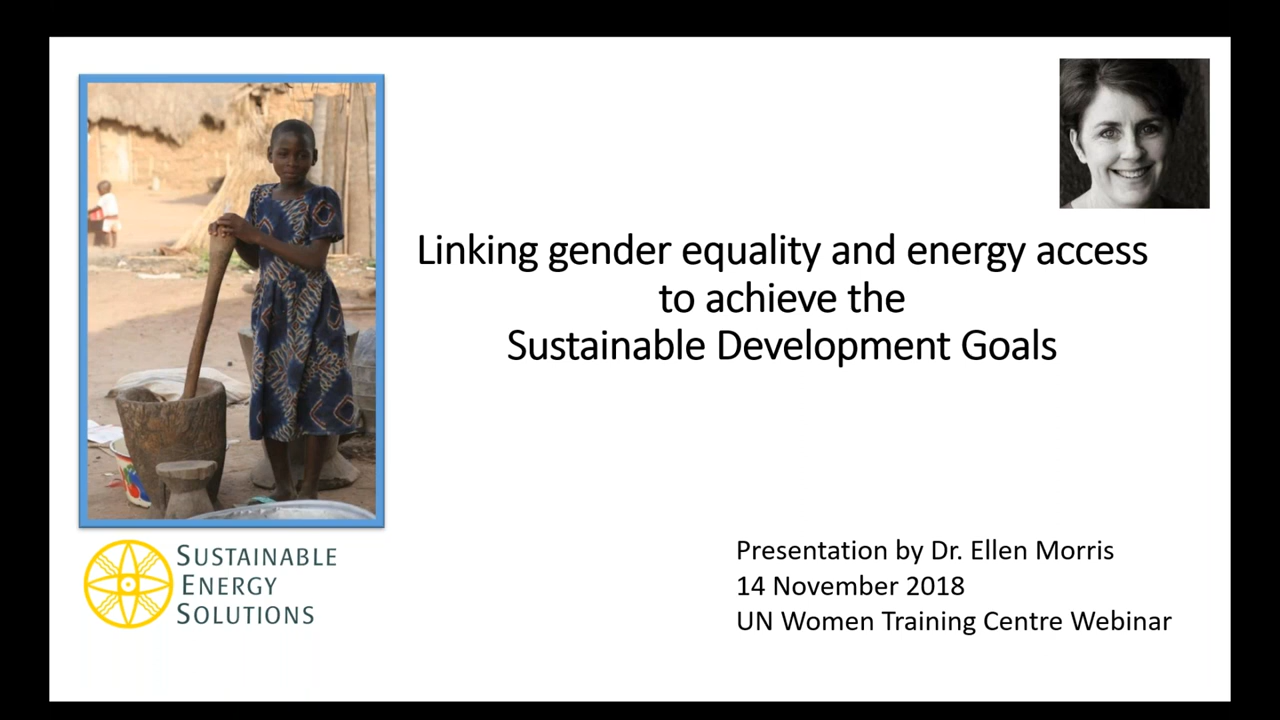 Linking gender equality and energy access
to achieve the
Sustainable Development Goals
SUSTAINABLE
ENERGY
SOLUTIONS
Presentation by Dr. Ellen Morris
14 November 2018
UN Women Training Centre Webinar